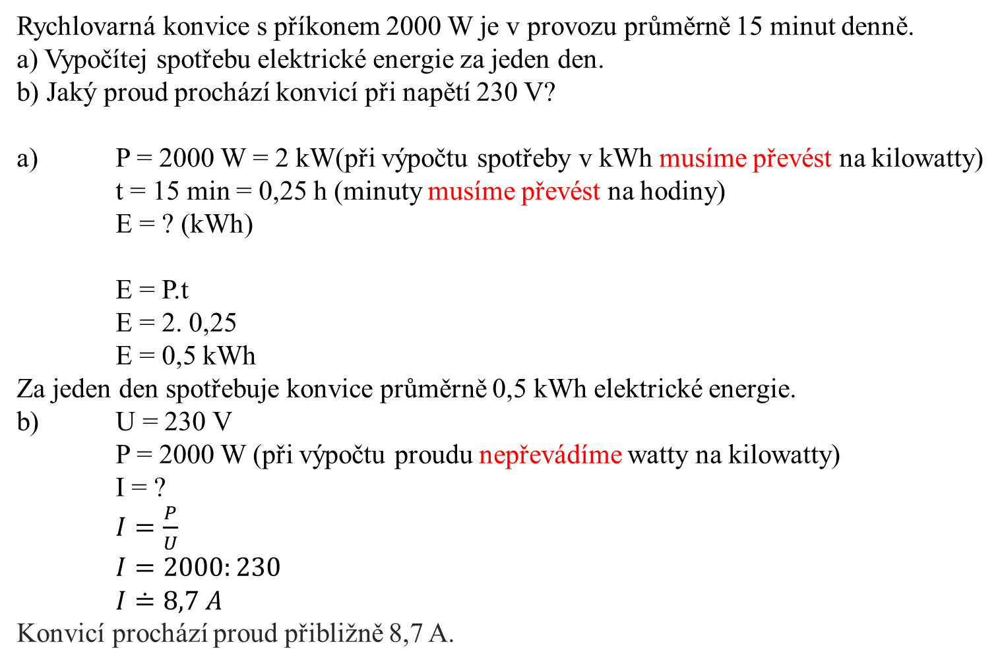 Rychlovarná konvice s příkonem 2000 W je v provozu průměrně 15 minut denně.
a) Vypočítej spotřebu elektrické energie za jeden den.
b) Jaký proud prochází konvicí při napětí 230 V?
a) P = 2000 W = 2 kW(při výpočtu spotřeby v kWh musíme převést na kilowatty)
t = 15 min = 0,25 h (minuty musíme převést na hodiny)
E = ? (kWh)
E = P.t
E = 2. 0,25
E = 0,5 kWh
Za jeden den spotřebuje konvice průměrně 0,5 kWh elektrické energie.
b) U = 230 V
P = 2000 W (při výpočtu proudu nepřevádíme watty na kilowatty)
I = ?
I = P/U
I = 2000: 230
I ≐ 8,7 A
Konvicí prochází proud přibližně 8,7 A.